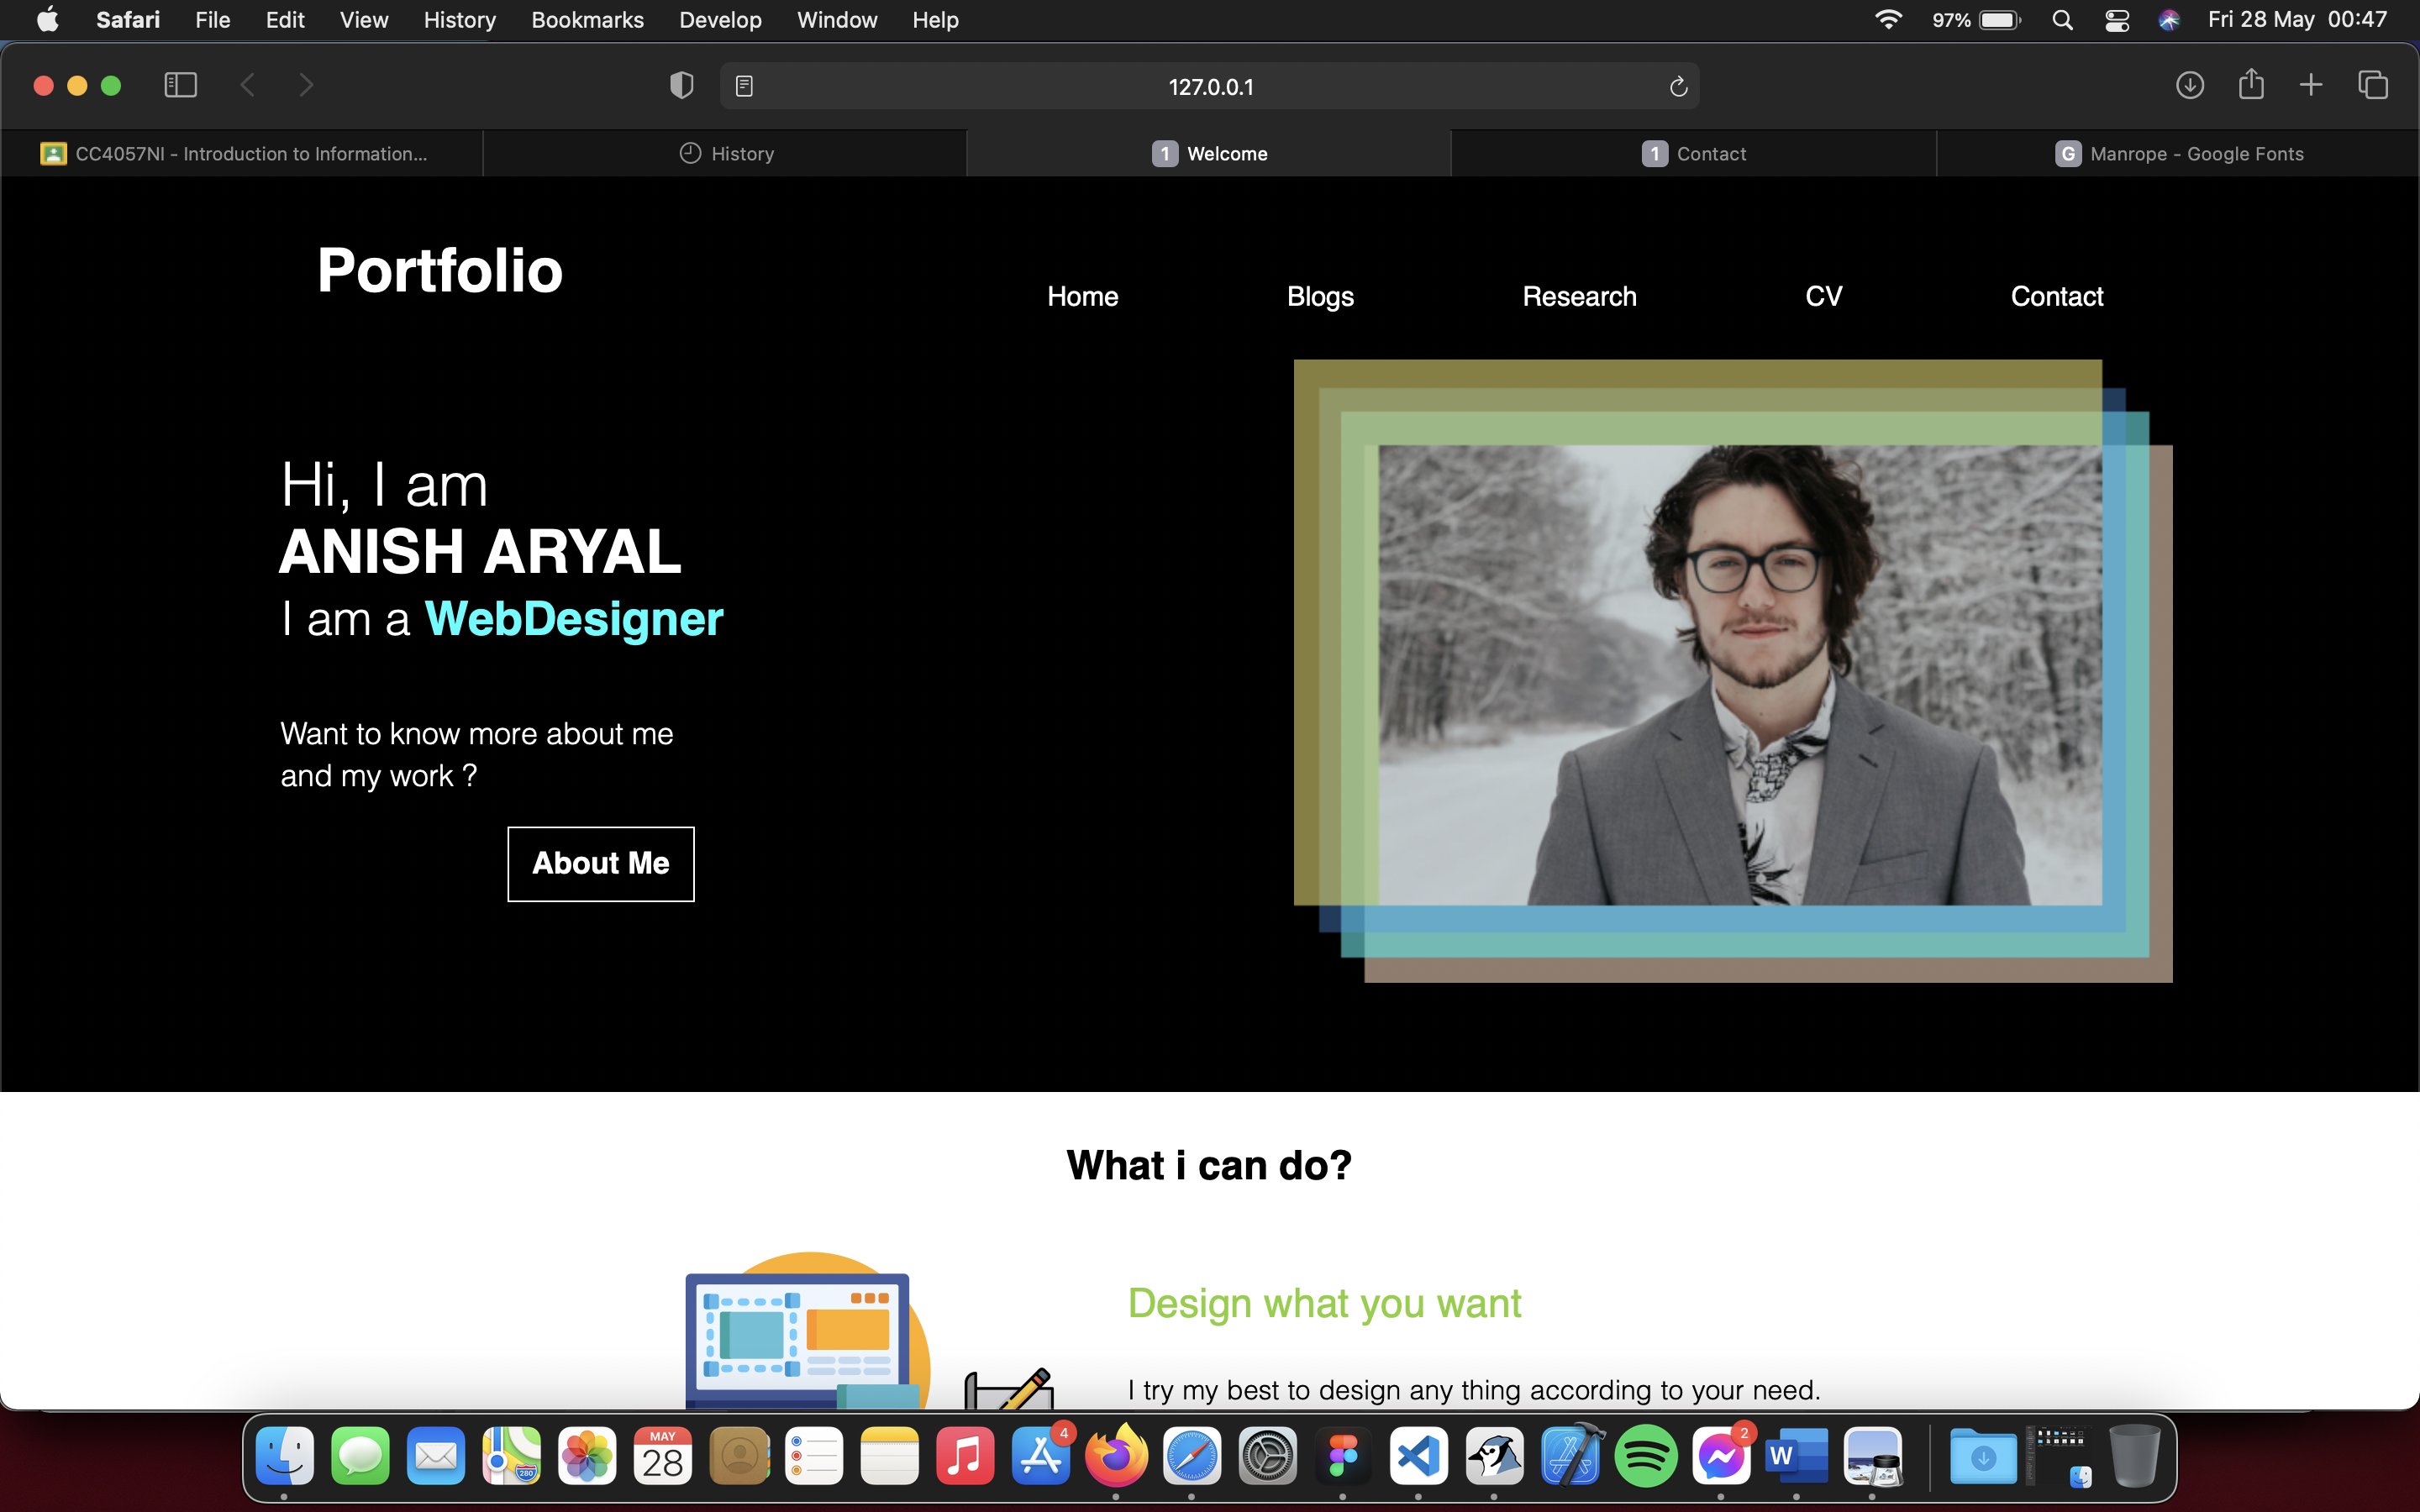 Safari File Edit View History Bookmarks Develop Window Help 97% Fri 28 May 00:47
127.0.0.1
CC4057NI - Introduction to Information... History 1 Welcome 1 Contact G Manrope - Google Fonts
Portfolio
Home Blogs Research CV Contact
Hi, I am
ANISH ARYAL
I am a WebDesigner
Want to know more about me
and my work ?
About Me
What i can do?
Design what you want
I try my best to design any thing according to your need.
MAY
28
280
4
2
W